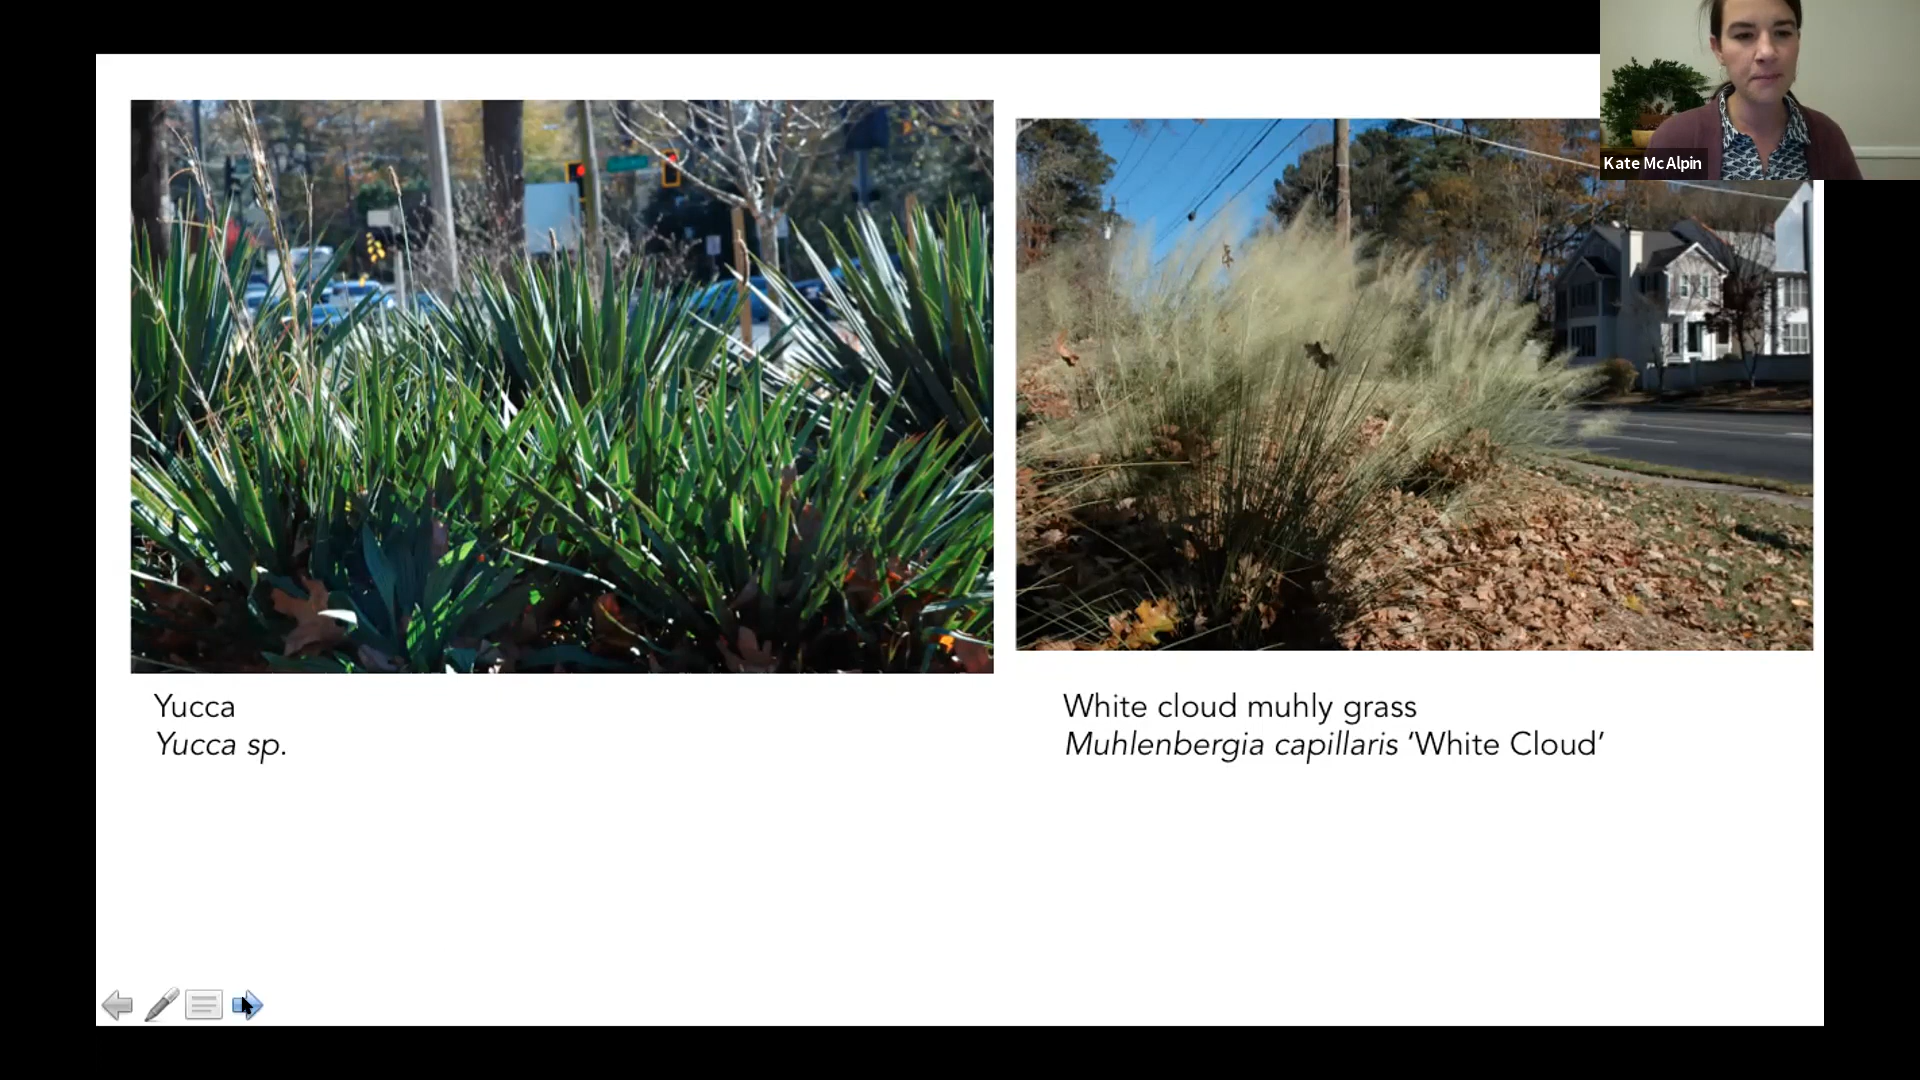 Kate McAlpin
Yucca
Yucca sp.
White cloud muhly grass
Muhlenbergia capillaris ‘White Cloud’